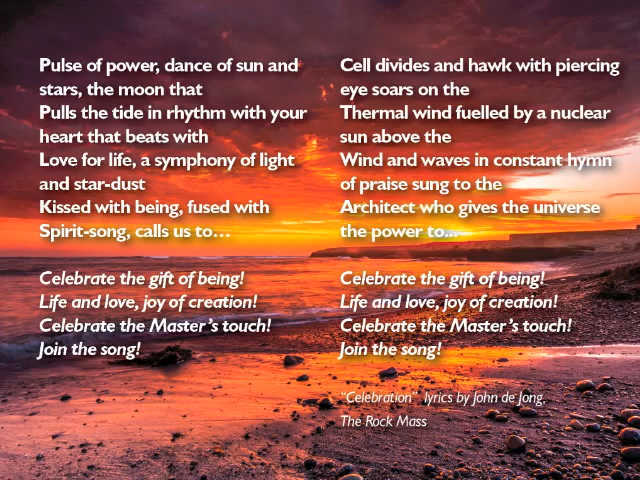 Pulse of power, dance of sun and
stars, the moon that
Pulls the tide in rhythm with your
heart that beats with
Love for life, a symphony of light
and star-dust
Kissed with being, fused with
Spirit-song, calls us to…
Celebrate the gift of being!
Life and love, joy of creation!
Celebrate the Master's touch!
Join the song!
Cell divides and hawk with piercing
eye soars on the
Thermal wind fuelled by a nuclear
sun above the
Wind and waves in constant hymn
of praise sung to the
Architect who gives the universe
the power to...
Celebrate the gift of being!
Life and love, joy of creation!
Celebrate the Master's touch!
Join the song!
"Celebration" lyrics by John de Jong,
The Rock Mass